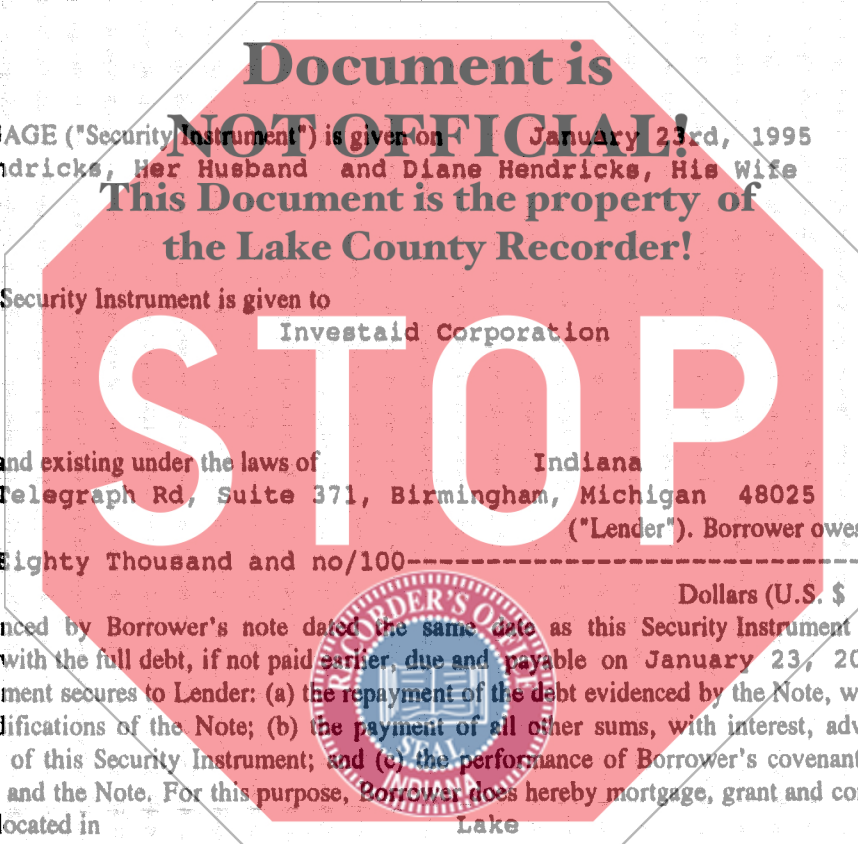 Document is
NOT OFFICIAL!
AGE ("Security Instrument") is given on January 23rd, 1995
dricks, Her Husband and Diane Hendricks, His Wife
This Document is the property of
the Lake County Recorder!
Security Instrument is given to
Investaid Corporation
STOP
and existing under the laws of Indiana
Telegraph Rd, Suite 371, Birmingham, Michigan 48025
("Lender"). Borrower owes
Eighty Thousand and no/100--------------------------------
Dollars (U.S. $
nced by Borrower's note dated the same date as this Security Instrument
with the full debt, if not paid earlier, due and payable on January 23, 20
ment secures to Lender: (a) the repayment of the debt evidenced by the Note, w
difications of the Note; (b) the payment of all other sums, with interest, adv
of this Security Instrument; and (c) the performance of Borrower's covenant
and the Note. For this purpose, Borrower does hereby mortgage, grant and co
located in Lake
RECORDER'S OFFICE
SEAL
INDIANA